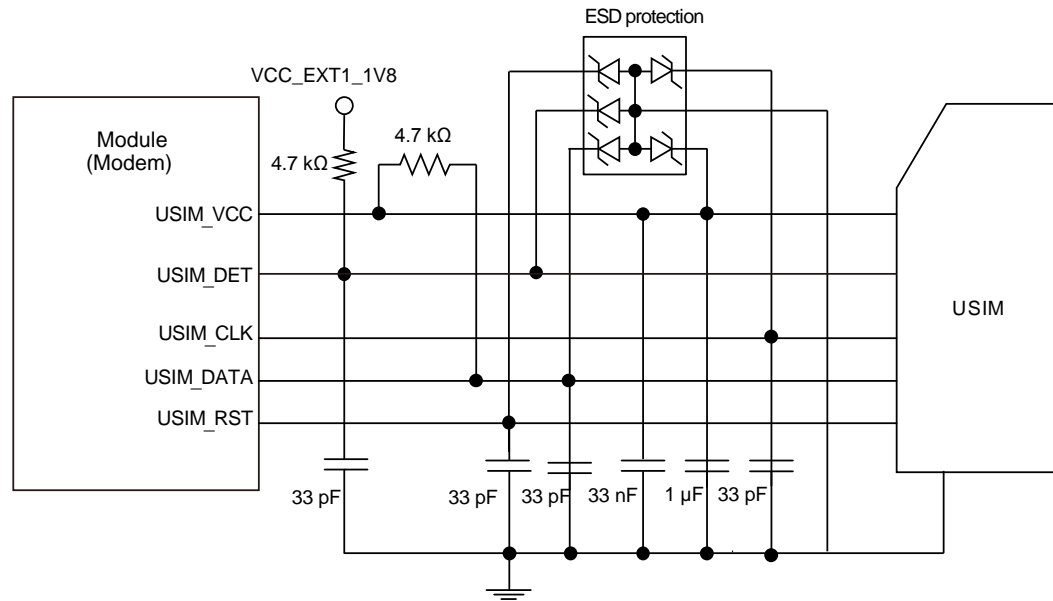 ESD protection
VCC_EXT1_1V8
Module
(Modem)
4.7 kΩ
4.7 kΩ
USIM_VCC
USIM_DET
USIM_CLK
USIM_DATA
USIM_RST
USIM
33 pF
33 pF
33 pF
33 nF
1 µF
33 pF